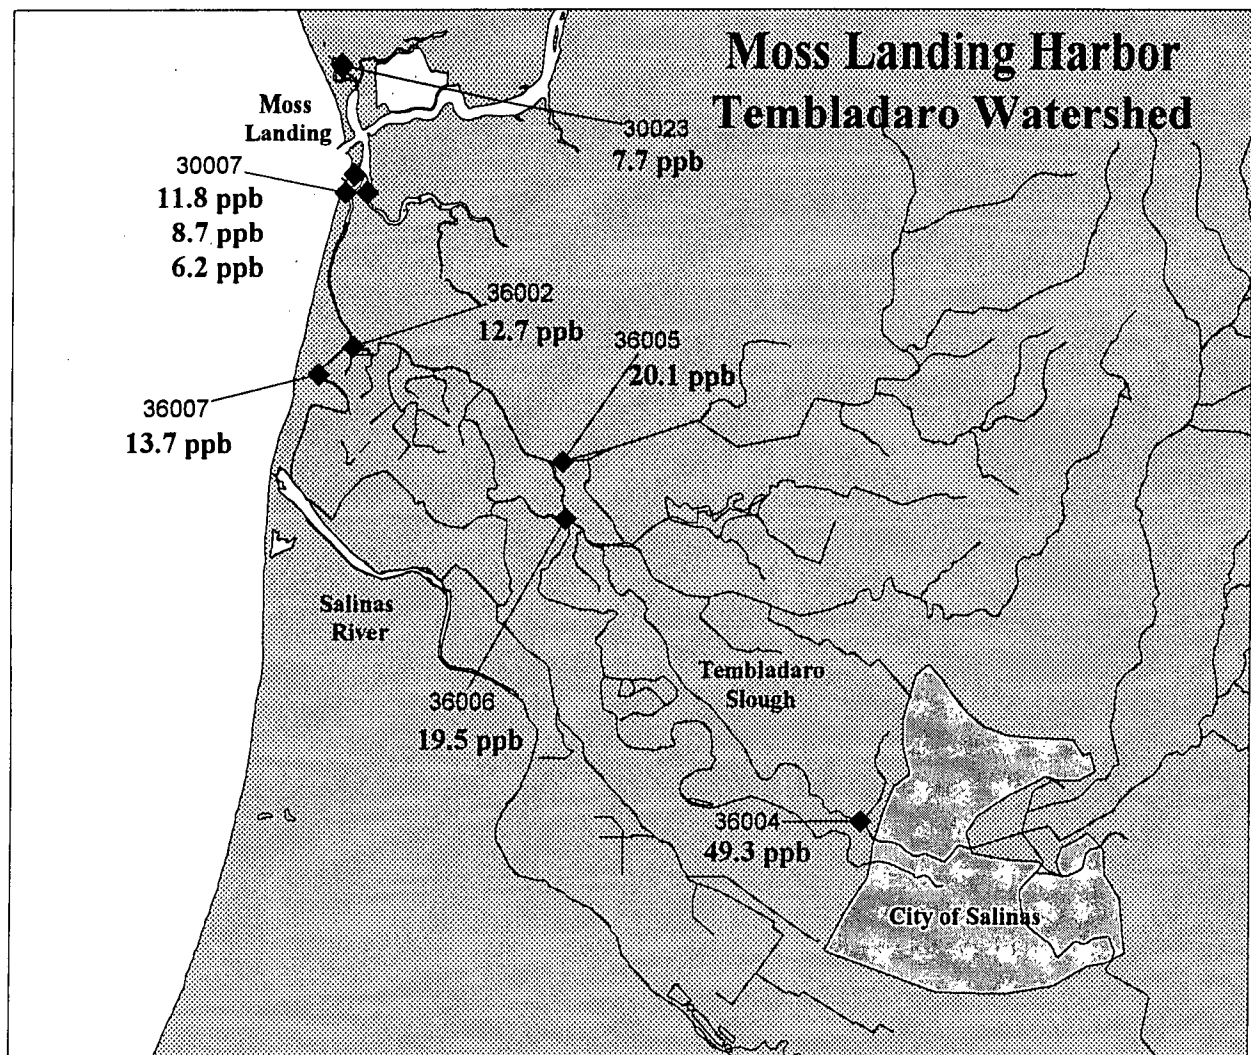 Moss Landing Harbor
Tembladaro Watershed
Moss
Landing
30023
7.7 ppb
30007
11.8 ppb
8.7 ppb
6.2 ppb
36002
12.7 ppb
36005
20.1 ppb
36007
13.7 ppb
Salinas
River
Tembladaro
Slough
36006
19.5 ppb
36004
49.3 ppb
City of Salinas